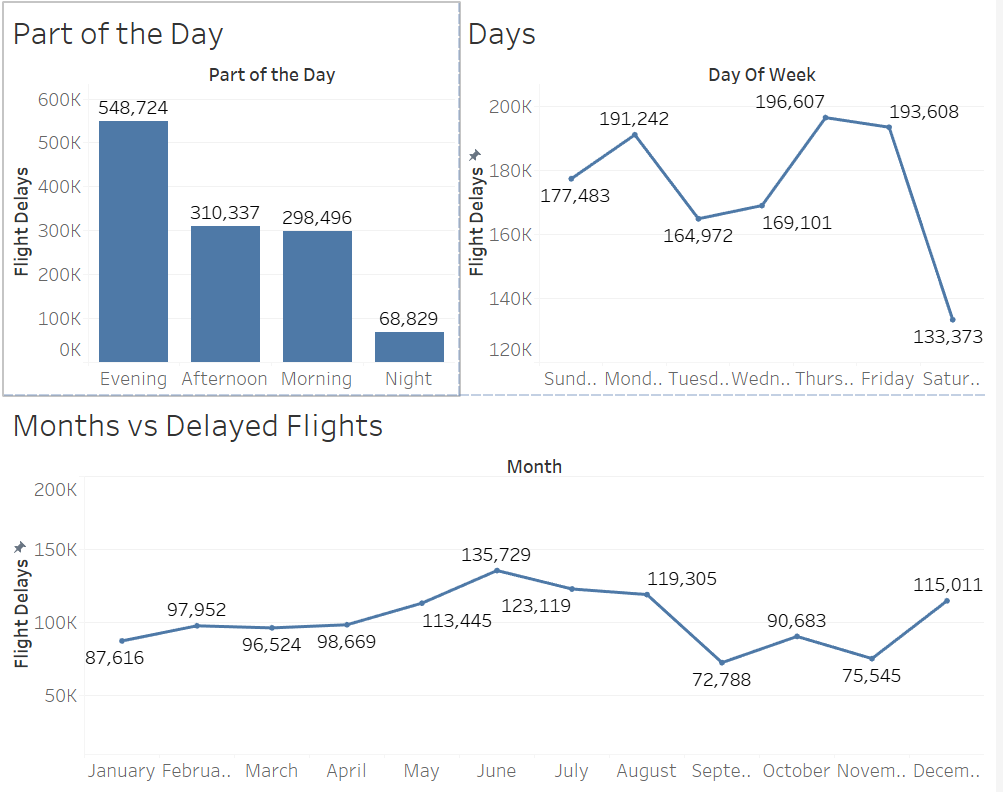 Part of the Day
Part of the Day
Flight Delays
600K
500K
400K
300K
200K
100K
0K
548,724
310,337
298,496
68,829
Evening Afternoon Morning Night
Days
Day Of Week
Flight Delays
200K
180K
160K
140K
120K
177,483
191,242
164,972
169,101
196,607
193,608
133,373
Sund.. Mond.. Tuesd.. Wedn.. Thurs.. Friday Satur..
Months vs Delayed Flights
Month
Flight Delays
200K
150K
100K
50K
87,616
97,952
96,524
98,669
113,445
135,729
123,119
119,305
72,788
90,683
75,545
115,011
January Februa.. March April May June July August Septe.. October Novem.. Decem..